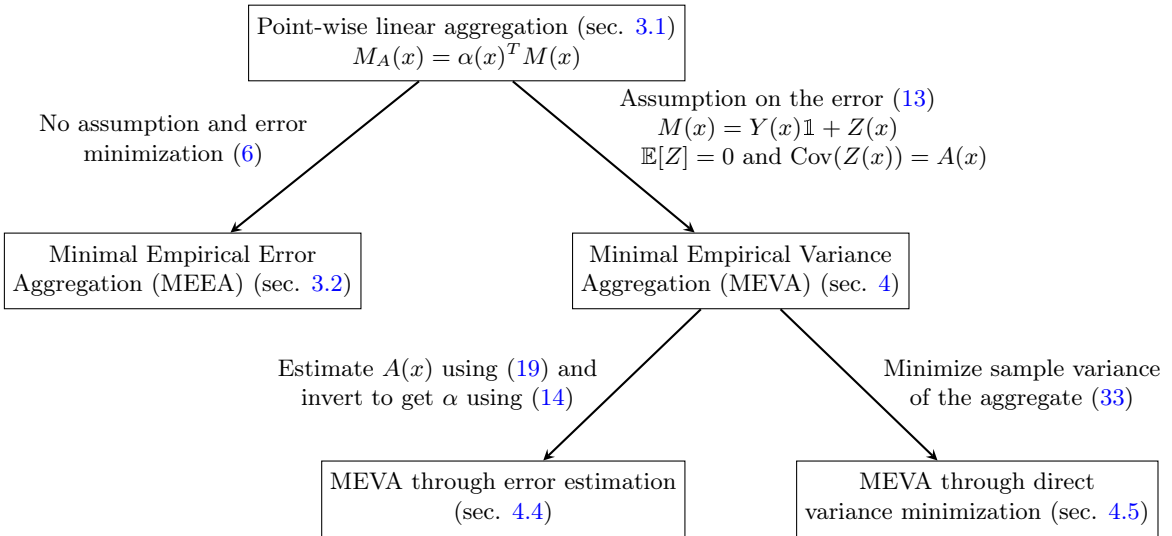 Point-wise linear aggregation (sec. 3.1)
M_A(x) = α(x)^T M(x)
No assumption and error
minimization (6)
Assumption on the error (13)
M(x) = Y(x)𝟙 + Z(x)
𝔼[Z] = 0 and Cov(Z(x)) = A(x)
Minimal Empirical Error
Aggregation (MEEA) (sec. 3.2)
Minimal Empirical Variance
Aggregation (MEVA) (sec. 4)
Estimate A(x) using (19) and
invert to get α using (14)
Minimize sample variance
of the aggregate (33)
MEVA through error estimation
(sec. 4.4)
MEVA through direct
variance minimization (sec. 4.5)